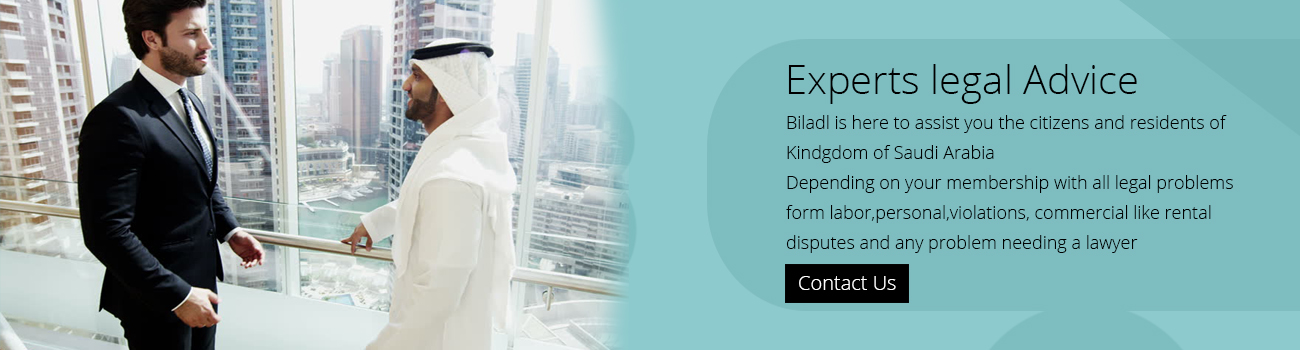 Experts legal Advice
Biladl is here to assist you the citizens and residents of
Kindgdom of Saudi Arabia
Depending on your membership with all legal problems
form labor,personal,violations, commercial like rental
disputes and any problem needing a lawyer
Contact Us